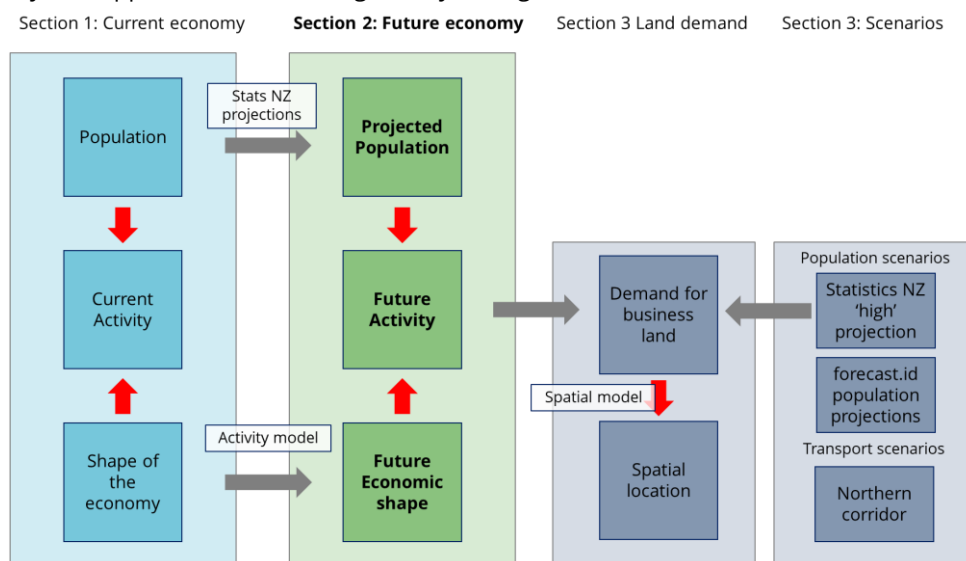 Section 1: Current economy
Section 2: Future economy
Section 3 Land demand
Section 3: Scenarios
Population
Stats NZ
projections
Projected
Population
Current
Activity
Future
Activity
Shape of
the
economy
Activity model
Future
Economic
shape
Demand for
business
land
Spatial model
Spatial
location
Population scenarios
Statistics NZ
‘high’
projection
forecast.id
population
projections
Transport scenarios
Northern
corridor